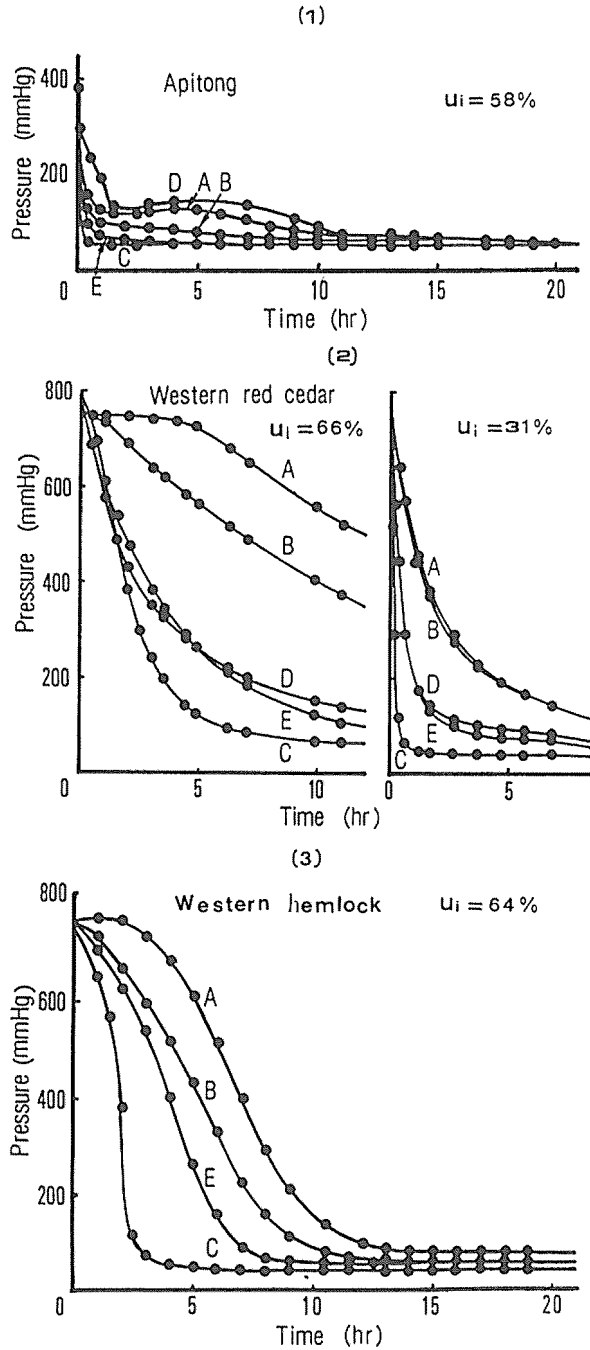 (1)
Pressure (mmHg)
400
200
0
Apitong
ui=58%
D A B
E C
0 5 10 15 20
Time (hr)
(2)
Pressure (mmHg)
800
600
400
200
0
Western red cedar
ui=66%
A
B
D
E
C
5 10
Time (hr)
ui=31%
A
B
D
E
C
0 5
(3)
Pressure (mmHg)
800
600
400
200
0
Western hemlock
ui=64%
A
B
E
C
0 5 10 15 20
Time (hr)